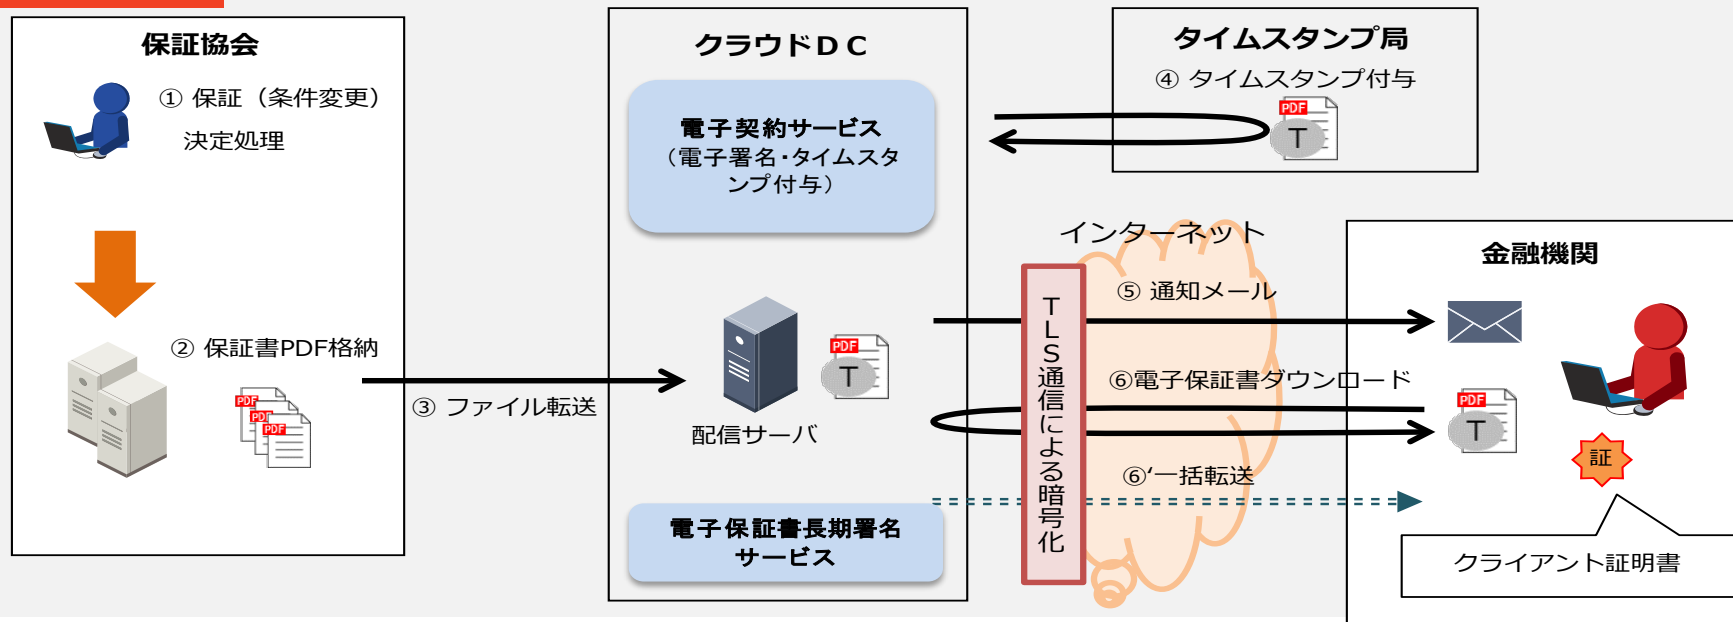 保証協会
① 保証（条件変更）
決定処理
② 保証書PDF格納
PDF
PDF
PDF
③ ファイル転送
クラウドＤＣ
電子契約サービス
（電子署名・タイムスタ
ンプ付与）
PDF
T
配信サーバ
電子保証書長期署名
サービス
タイムスタンプ局
④ タイムスタンプ付与
PDF
T
インターネット
TLS通信による暗号化
⑤ 通知メール
⑥電子保証書ダウンロード
⑥‘一括転送
金融機関
PDF
T
証
クライアント証明書